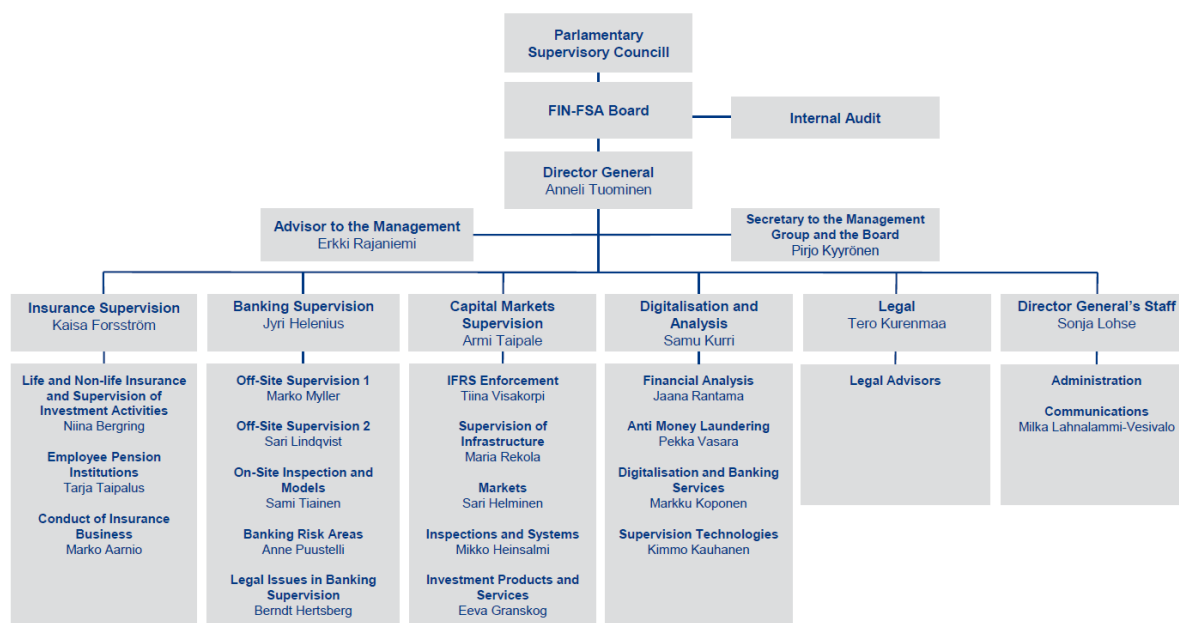 Parlamentary
Supervisory Councill
FIN-FSA Board
Internal Audit
Director General
Anneli Tuominen
Advisor to the Management
Erkki Rajaniemi
Secretary to the Management
Group and the Board
Pirjo Kyyrönen
Insurance Supervision
Kaisa Forsström
Banking Supervision
Jyri Helenius
Capital Markets
Supervision
Armi Taipale
Digitalisation and
Analysis
Samu Kurri
Legal
Tero Kurenmaa
Director General's Staff
Sonja Lohse
Life and Non-life Insurance
and Supervision of
Investment Activities
Niina Bergring
Employee Pension
Institutions
Tarja Taipalus
Conduct of Insurance
Business
Marko Aarnio
Off-Site Supervision 1
Marko Myller
Off-Site Supervision 2
Sari Lindqvist
On-Site Inspection and
Models
Sami Tiainen
Banking Risk Areas
Anne Puustelli
Legal Issues in Banking
Supervision
Berndt Hertsberg
IFRS Enforcement
Tiina Visakorpi
Supervision of
Infrastructure
Maria Rekola
Markets
Sari Helminen
Inspections and Systems
Mikko Heinsalmi
Investment Products and
Services
Eeva Granskog
Financial Analysis
Jaana Rantama
Anti Money Laundering
Pekka Vasara
Digitalisation and Banking
Services
Markku Koponen
Supervision Technologies
Kimmo Kauhanen
Legal Advisors
Administration
Communications
Milka Lahnalammi-Vesivalo